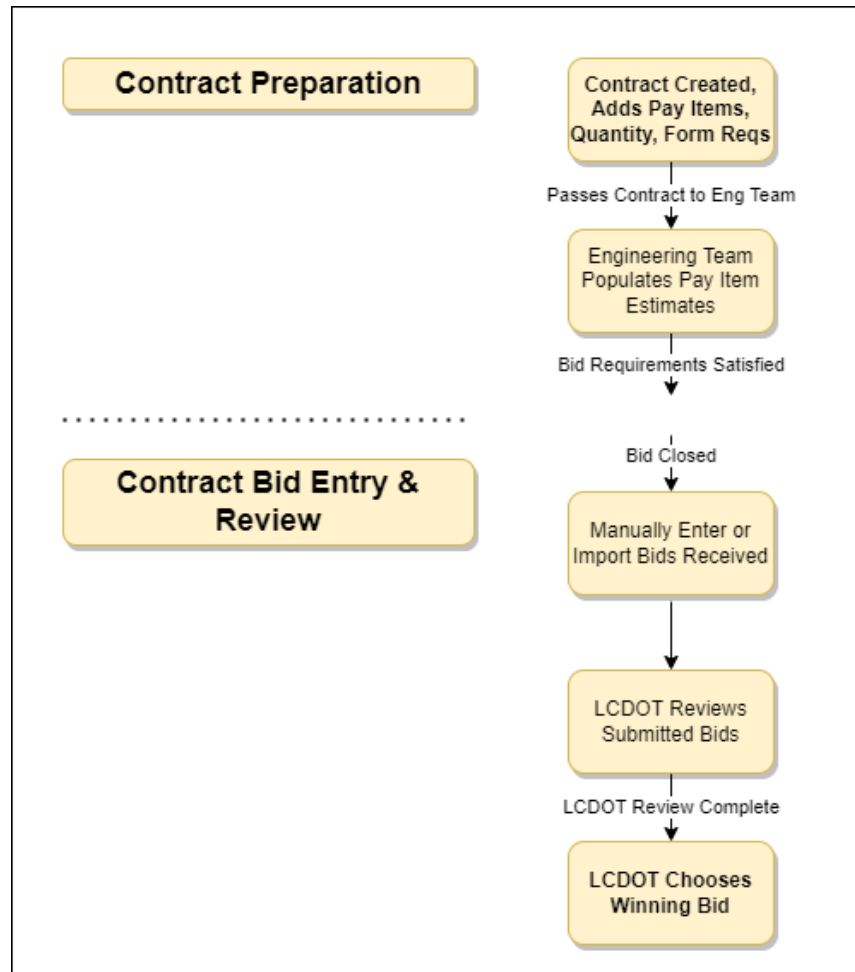 Contract Preparation
Contract Created,
Adds Pay Items,
Quantity, Form Reqs
Passes Contract to Eng Team
Engineering Team
Populates Pay Item
Estimates
Bid Requirements Satisfied
Contract Bid Entry &
Review
Bid Closed
Manually Enter or
Import Bids Received
LCDOT Reviews
Submitted Bids
LCDOT Review Complete
LCDOT Chooses
Winning Bid